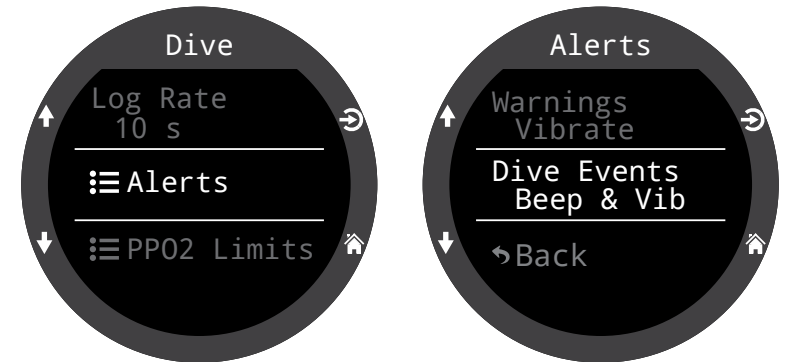 Dive
Log Rate
10 s
Alerts
PPO2 Limits
Alerts
Warnings
Vibrate
Dive Events
Beep & Vib
Back